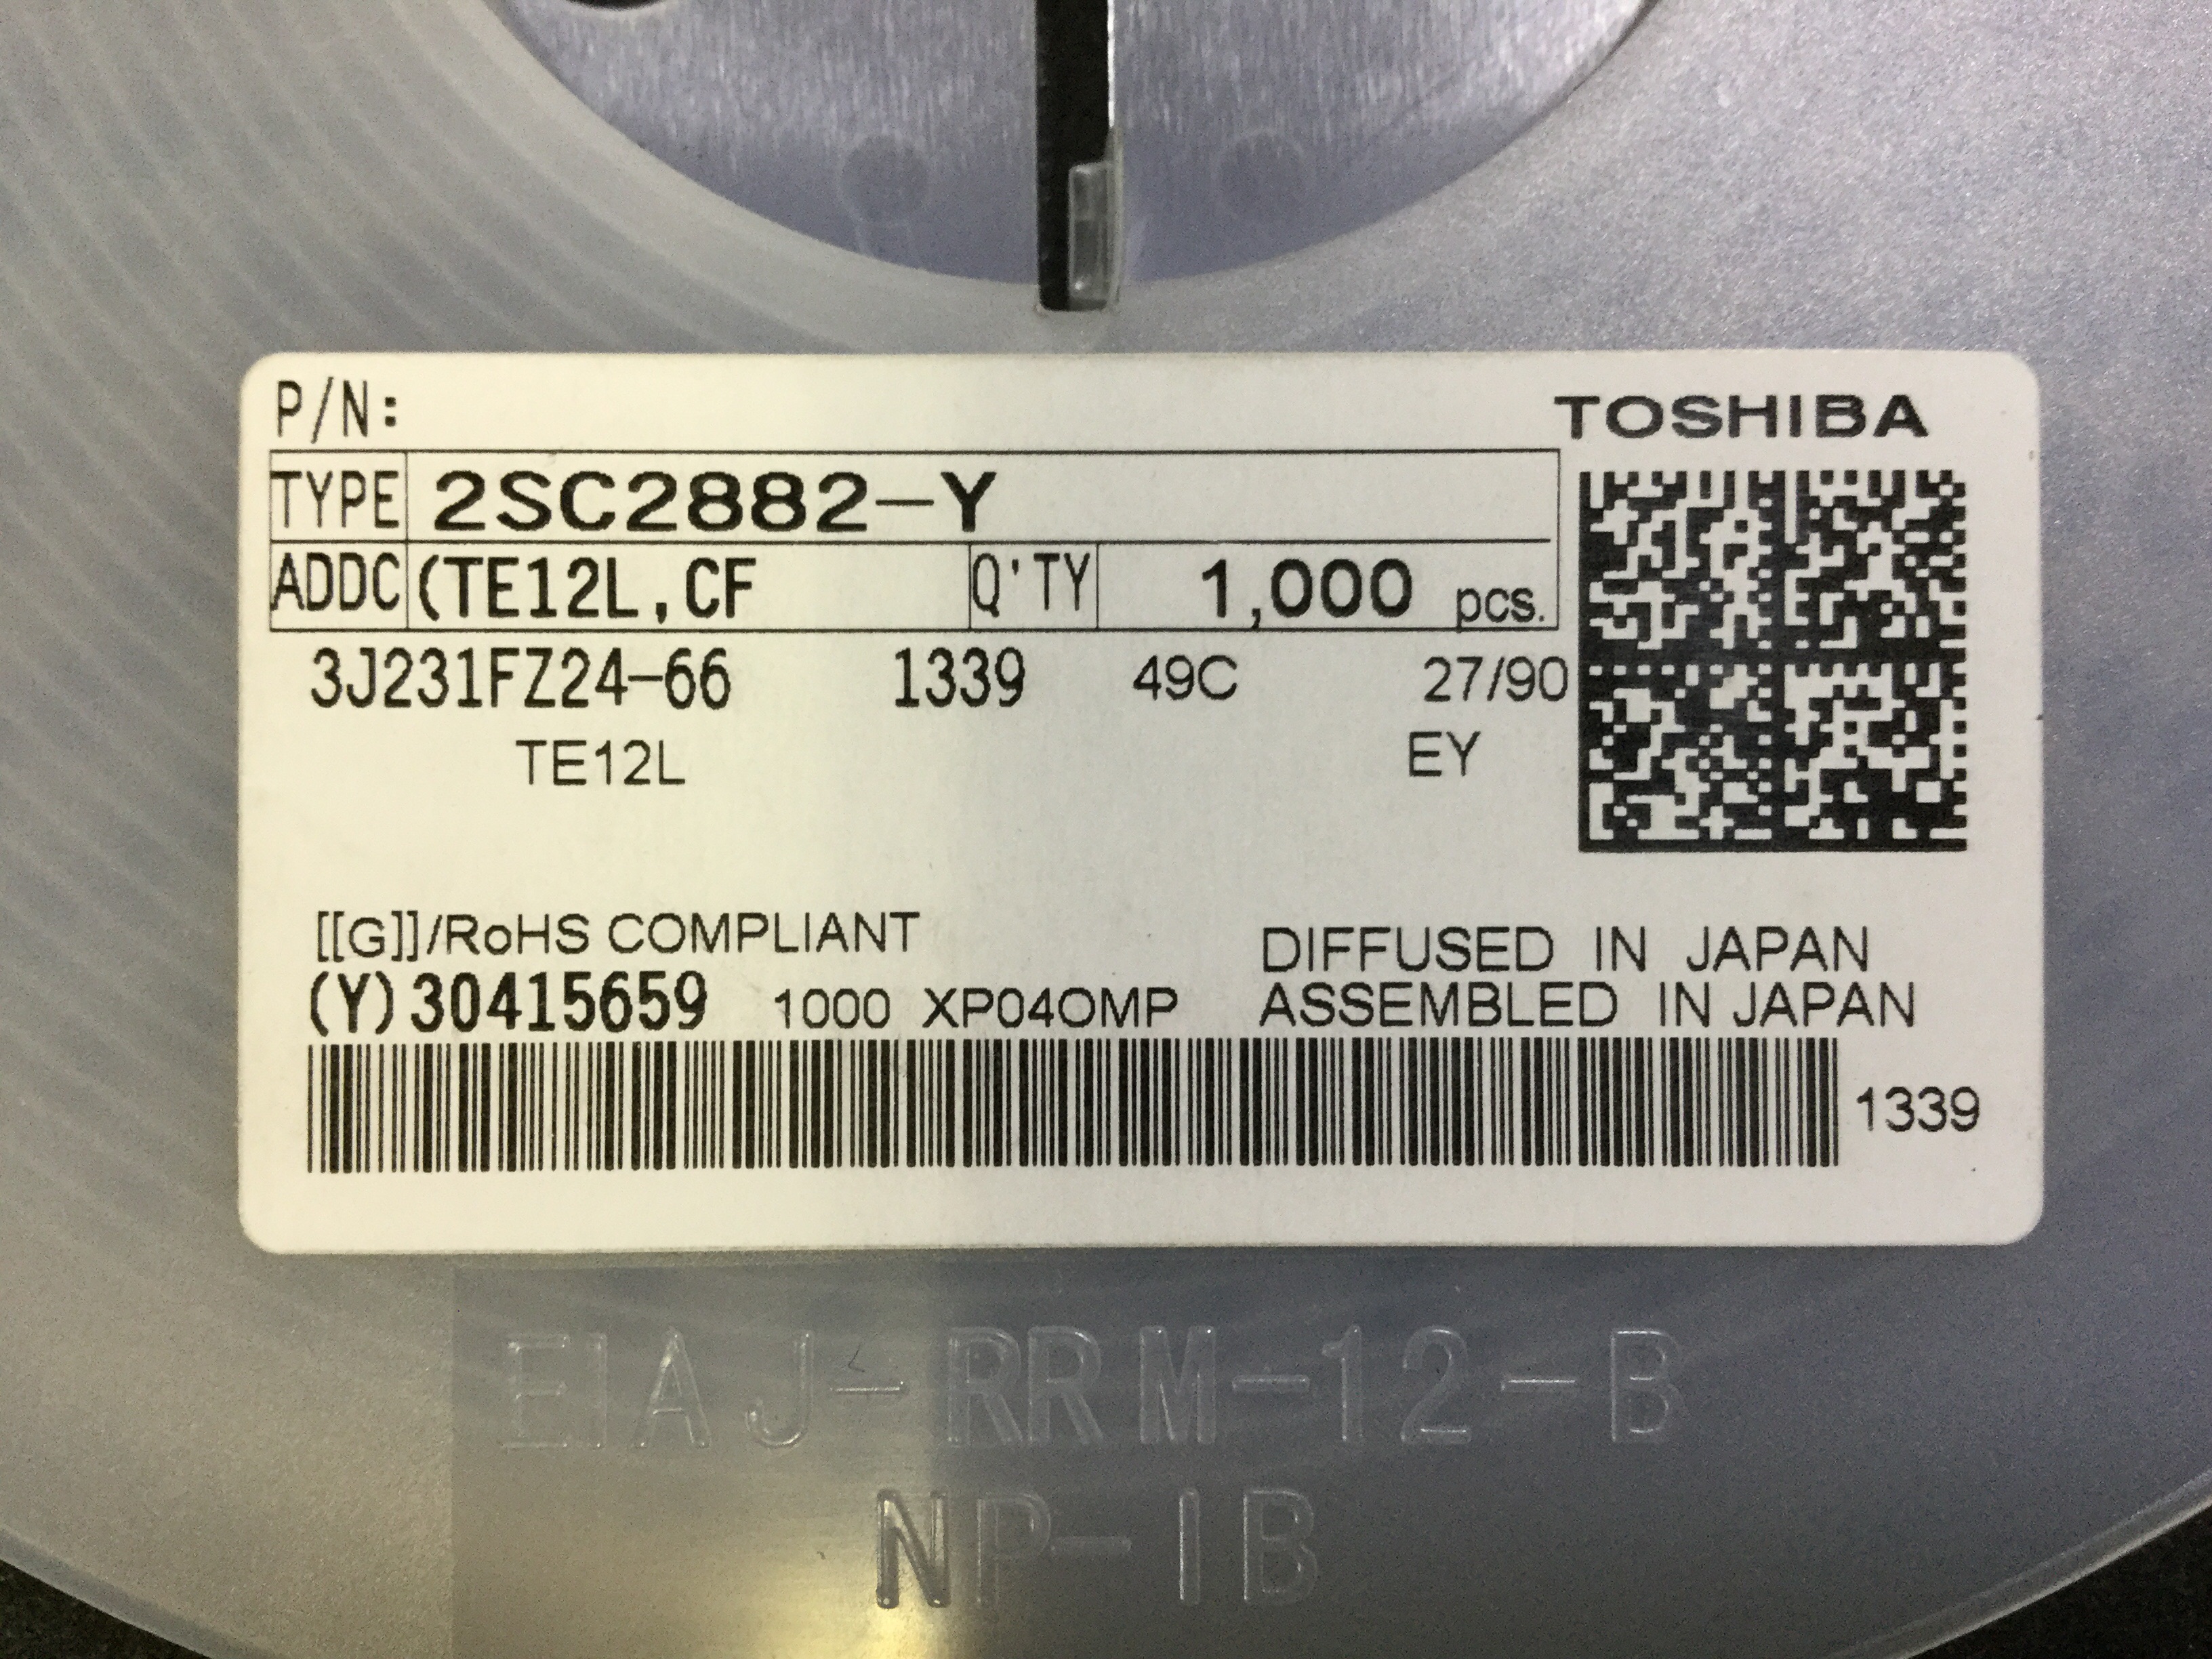 P/N:
TOSHIBA
TYPE 2SC2882-Y
ADDC (TE12L,CF Q'TY 1,000 pcs.
3J231FZ24-66 1339 49C 27/90
TE12L EY
[[G]]/RoHS COMPLIANT
DIFFUSED IN JAPAN
(Y)30415659 1000 XP04OMP
ASSEMBLED IN JAPAN
1339
EIAJ-RRM-12-B
NP-IB